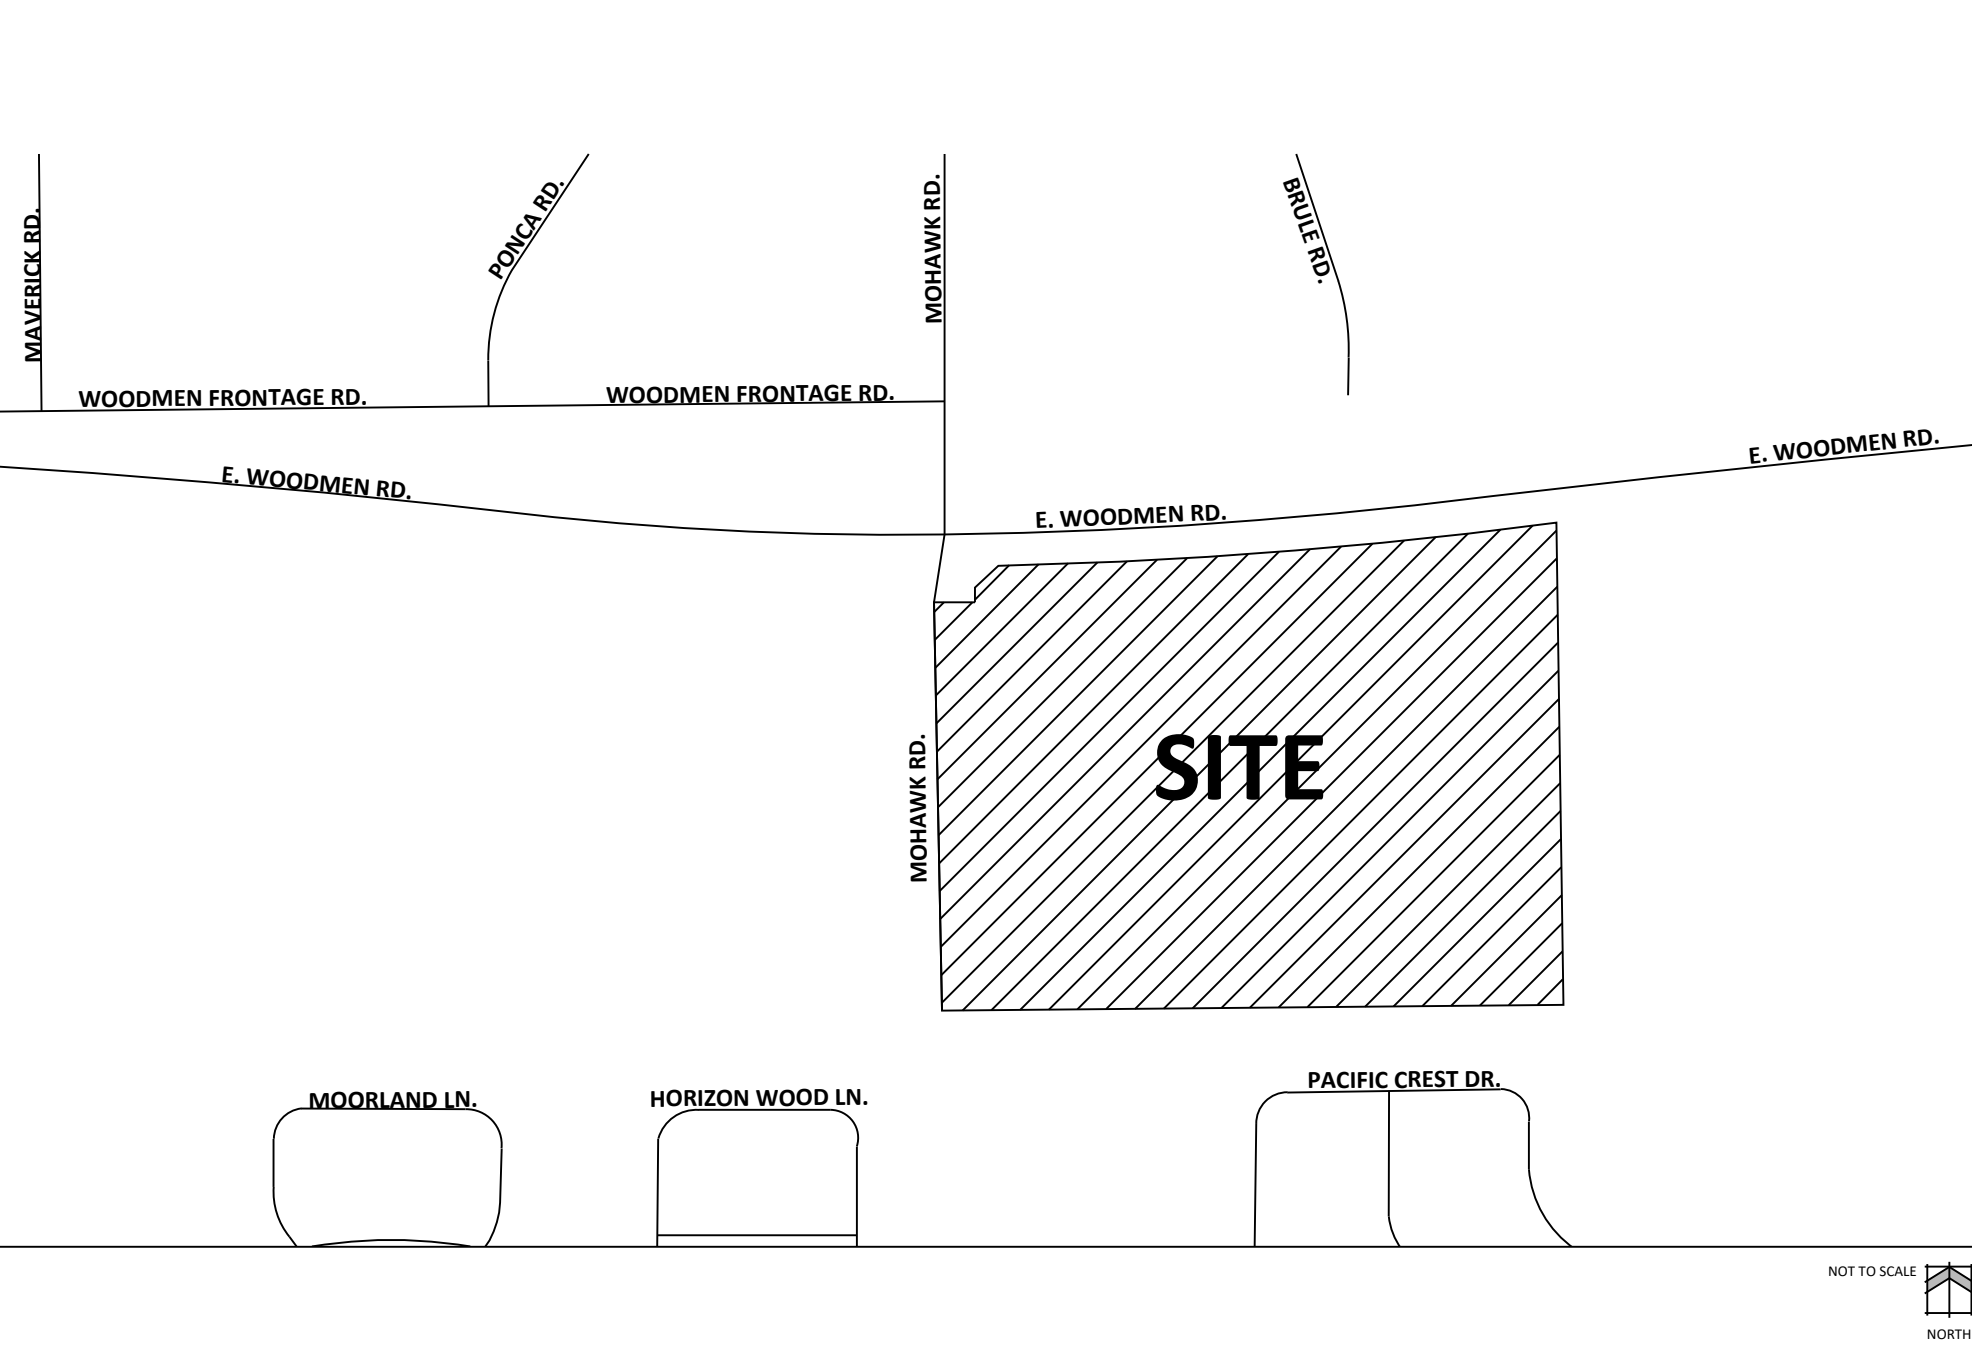 MAVERICK RD.
PONCA RD.
MOHAWK RD.
BRULE RD.
WOODMEN FRONTAGE RD.
WOODMEN FRONTAGE RD.
E. WOODMEN RD.
E. WOODMEN RD.
E. WOODMEN RD.
SITE
MOHAWK RD.
MOORLAND LN.
HORIZON WOOD LN.
PACIFIC CREST DR.
NOT TO SCALE
NORTH